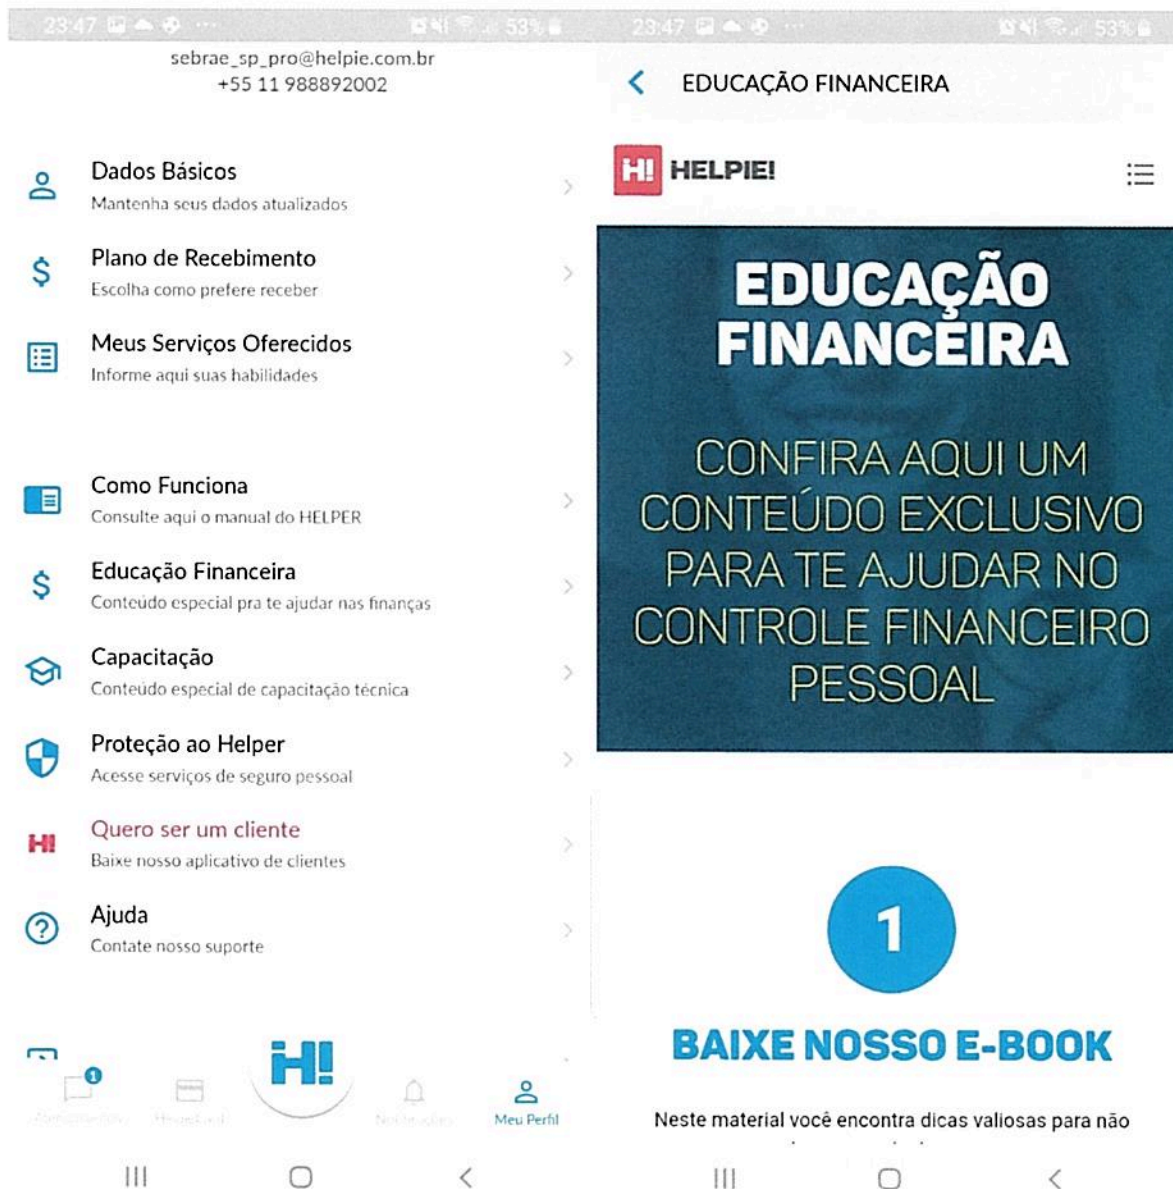 23:47
53%
sebrae_sp_pro@helpie.com.br
+55 11 988892002
Dados Básicos
Mantenha seus dados atualizados
Plano de Recebimento
Escolha como prefere receber
Meus Serviços Oferecidos
Informe aqui suas habilidades
Como Funciona
Consulte aqui o manual do HELPER
Educação Financeira
Conteúdo especial pra te ajudar nas finanças
Capacitação
Conteúdo especial de capacitação técnica
Proteção ao Helper
Acesse serviços de seguro pessoal
H!
Quero ser um cliente
Baixe nosso aplicativo de clientes
Ajuda
Contate nosso suporte
1
H!
Notificações
Meu Perfil
23:47
53%
EDUCAÇÃO FINANCEIRA
H! HELPIE!
EDUCAÇÃO
FINANCEIRA
CONFIRA AQUI UM
CONTEÚDO EXCLUSIVO
PARA TE AJUDAR NO
CONTROLE FINANCEIRO
PESSOAL
1
BAIXE NOSSO E-BOOK
Neste material você encontra dicas valiosas para não